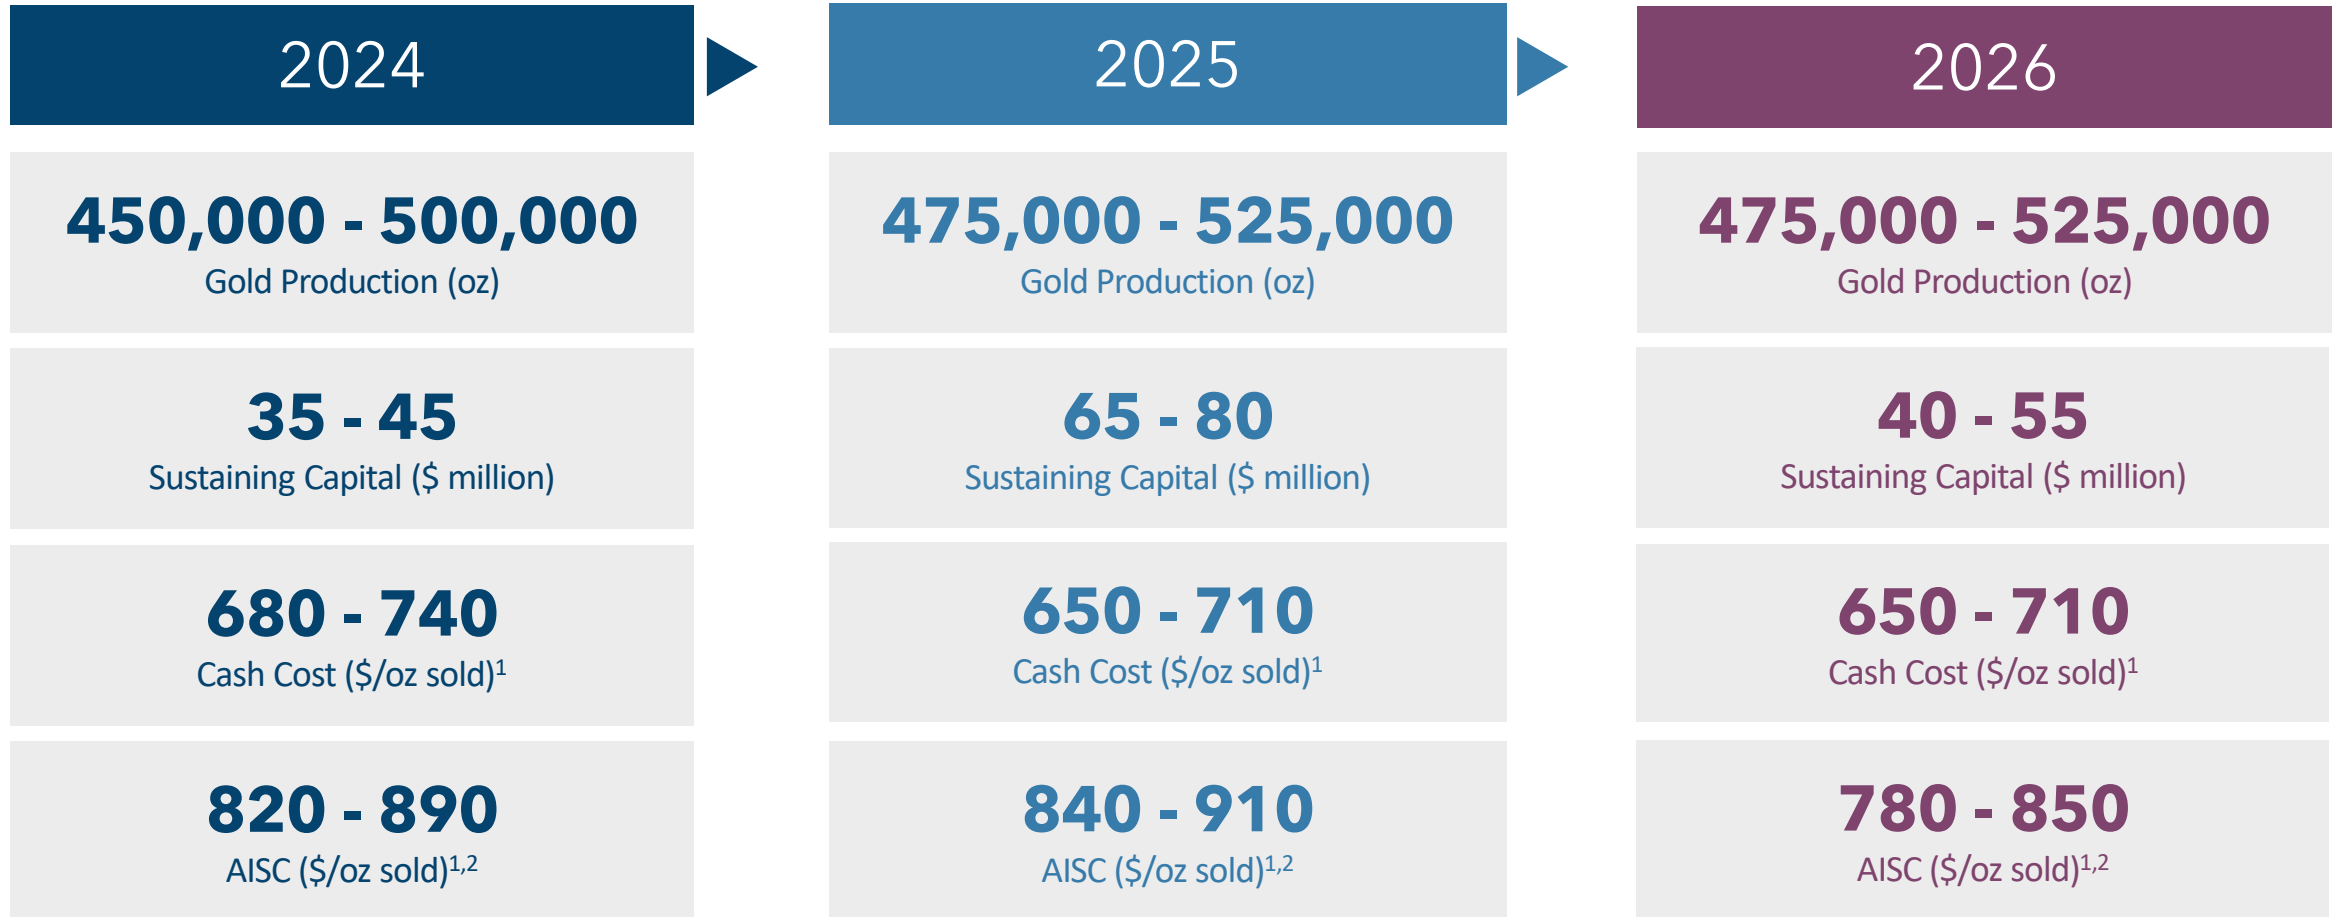 2024
450,000 - 500,000
Gold Production (oz)
35 - 45
Sustaining Capital ($ million)
680 - 740
Cash Cost ($/oz sold)1
820 - 890
AISC ($/oz sold)1,2
2025
475,000 - 525,000
Gold Production (oz)
65 - 80
Sustaining Capital ($ million)
650 - 710
Cash Cost ($/oz sold)1
840 - 910
AISC ($/oz sold)1,2
2026
475,000 - 525,000
Gold Production (oz)
40 - 55
Sustaining Capital ($ million)
650 - 710
Cash Cost ($/oz sold)1
780 - 850
AISC ($/oz sold)1,2